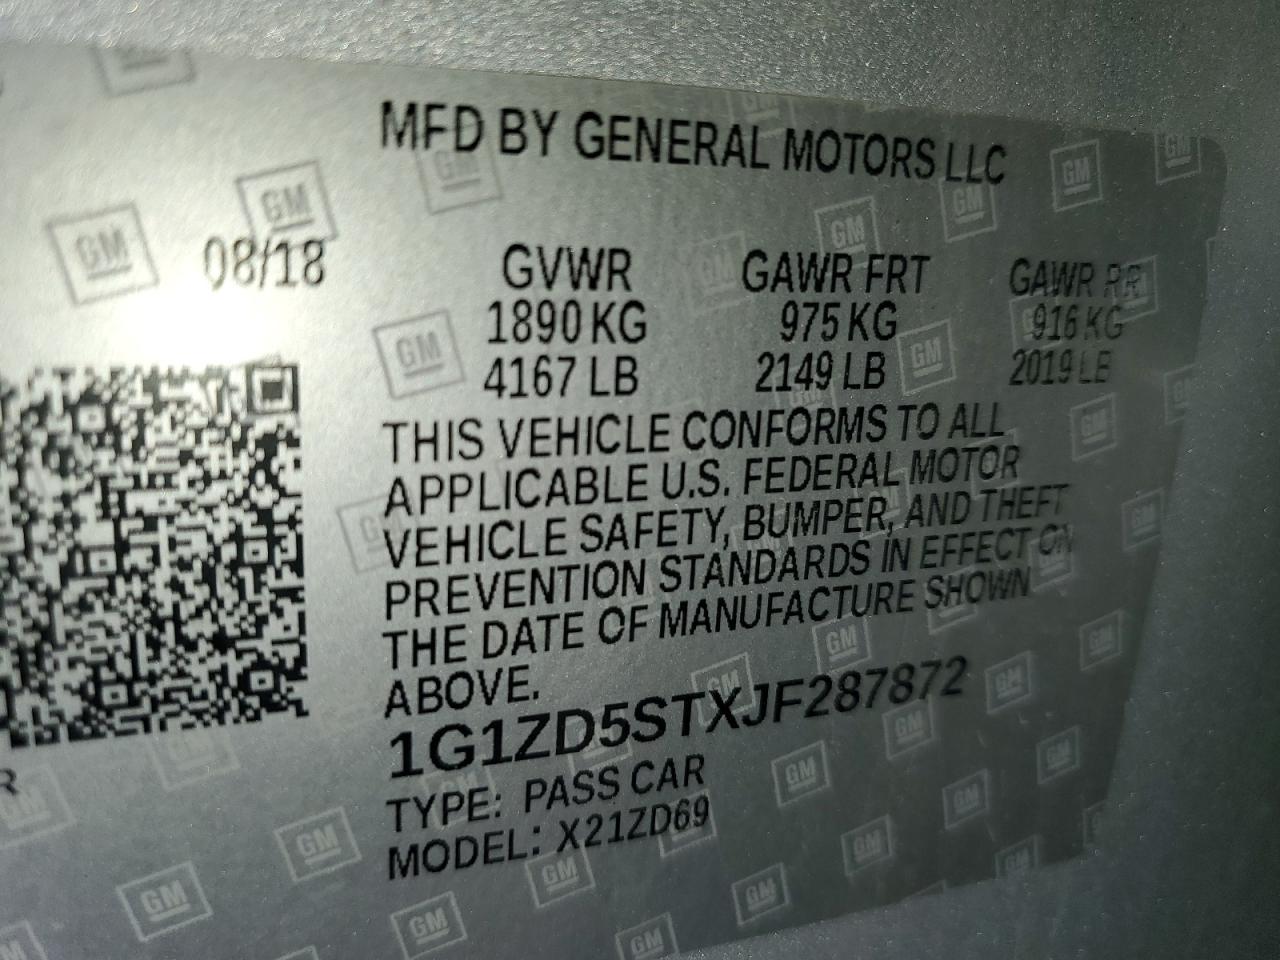 MFD BY GENERAL MOTORS LLC
08/18
GVWR GAWR FRT GAWR RR
1890 KG 975 KG 916 KG
4167 LB 2149 LB 2019 LB
THIS VEHICLE CONFORMS TO ALL
APPLICABLE U.S. FEDERAL MOTOR
VEHICLE SAFETY, BUMPER, AND THEFT
PREVENTION STANDARDS IN EFFECT ON
THE DATE OF MANUFACTURE SHOWN
ABOVE.
1G1ZD5STXJF287872
R
TYPE: PASS CAR
MODEL: X21ZD69
GM